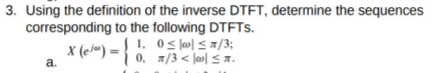 3. Using the definition of the inverse DTFT, determine the sequences
corresponding to the following DTFTs.
a. X (e^{jω}) = { 1, 0 ≤ |ω| ≤ π/3;
0, π/3 < |ω| ≤ π.